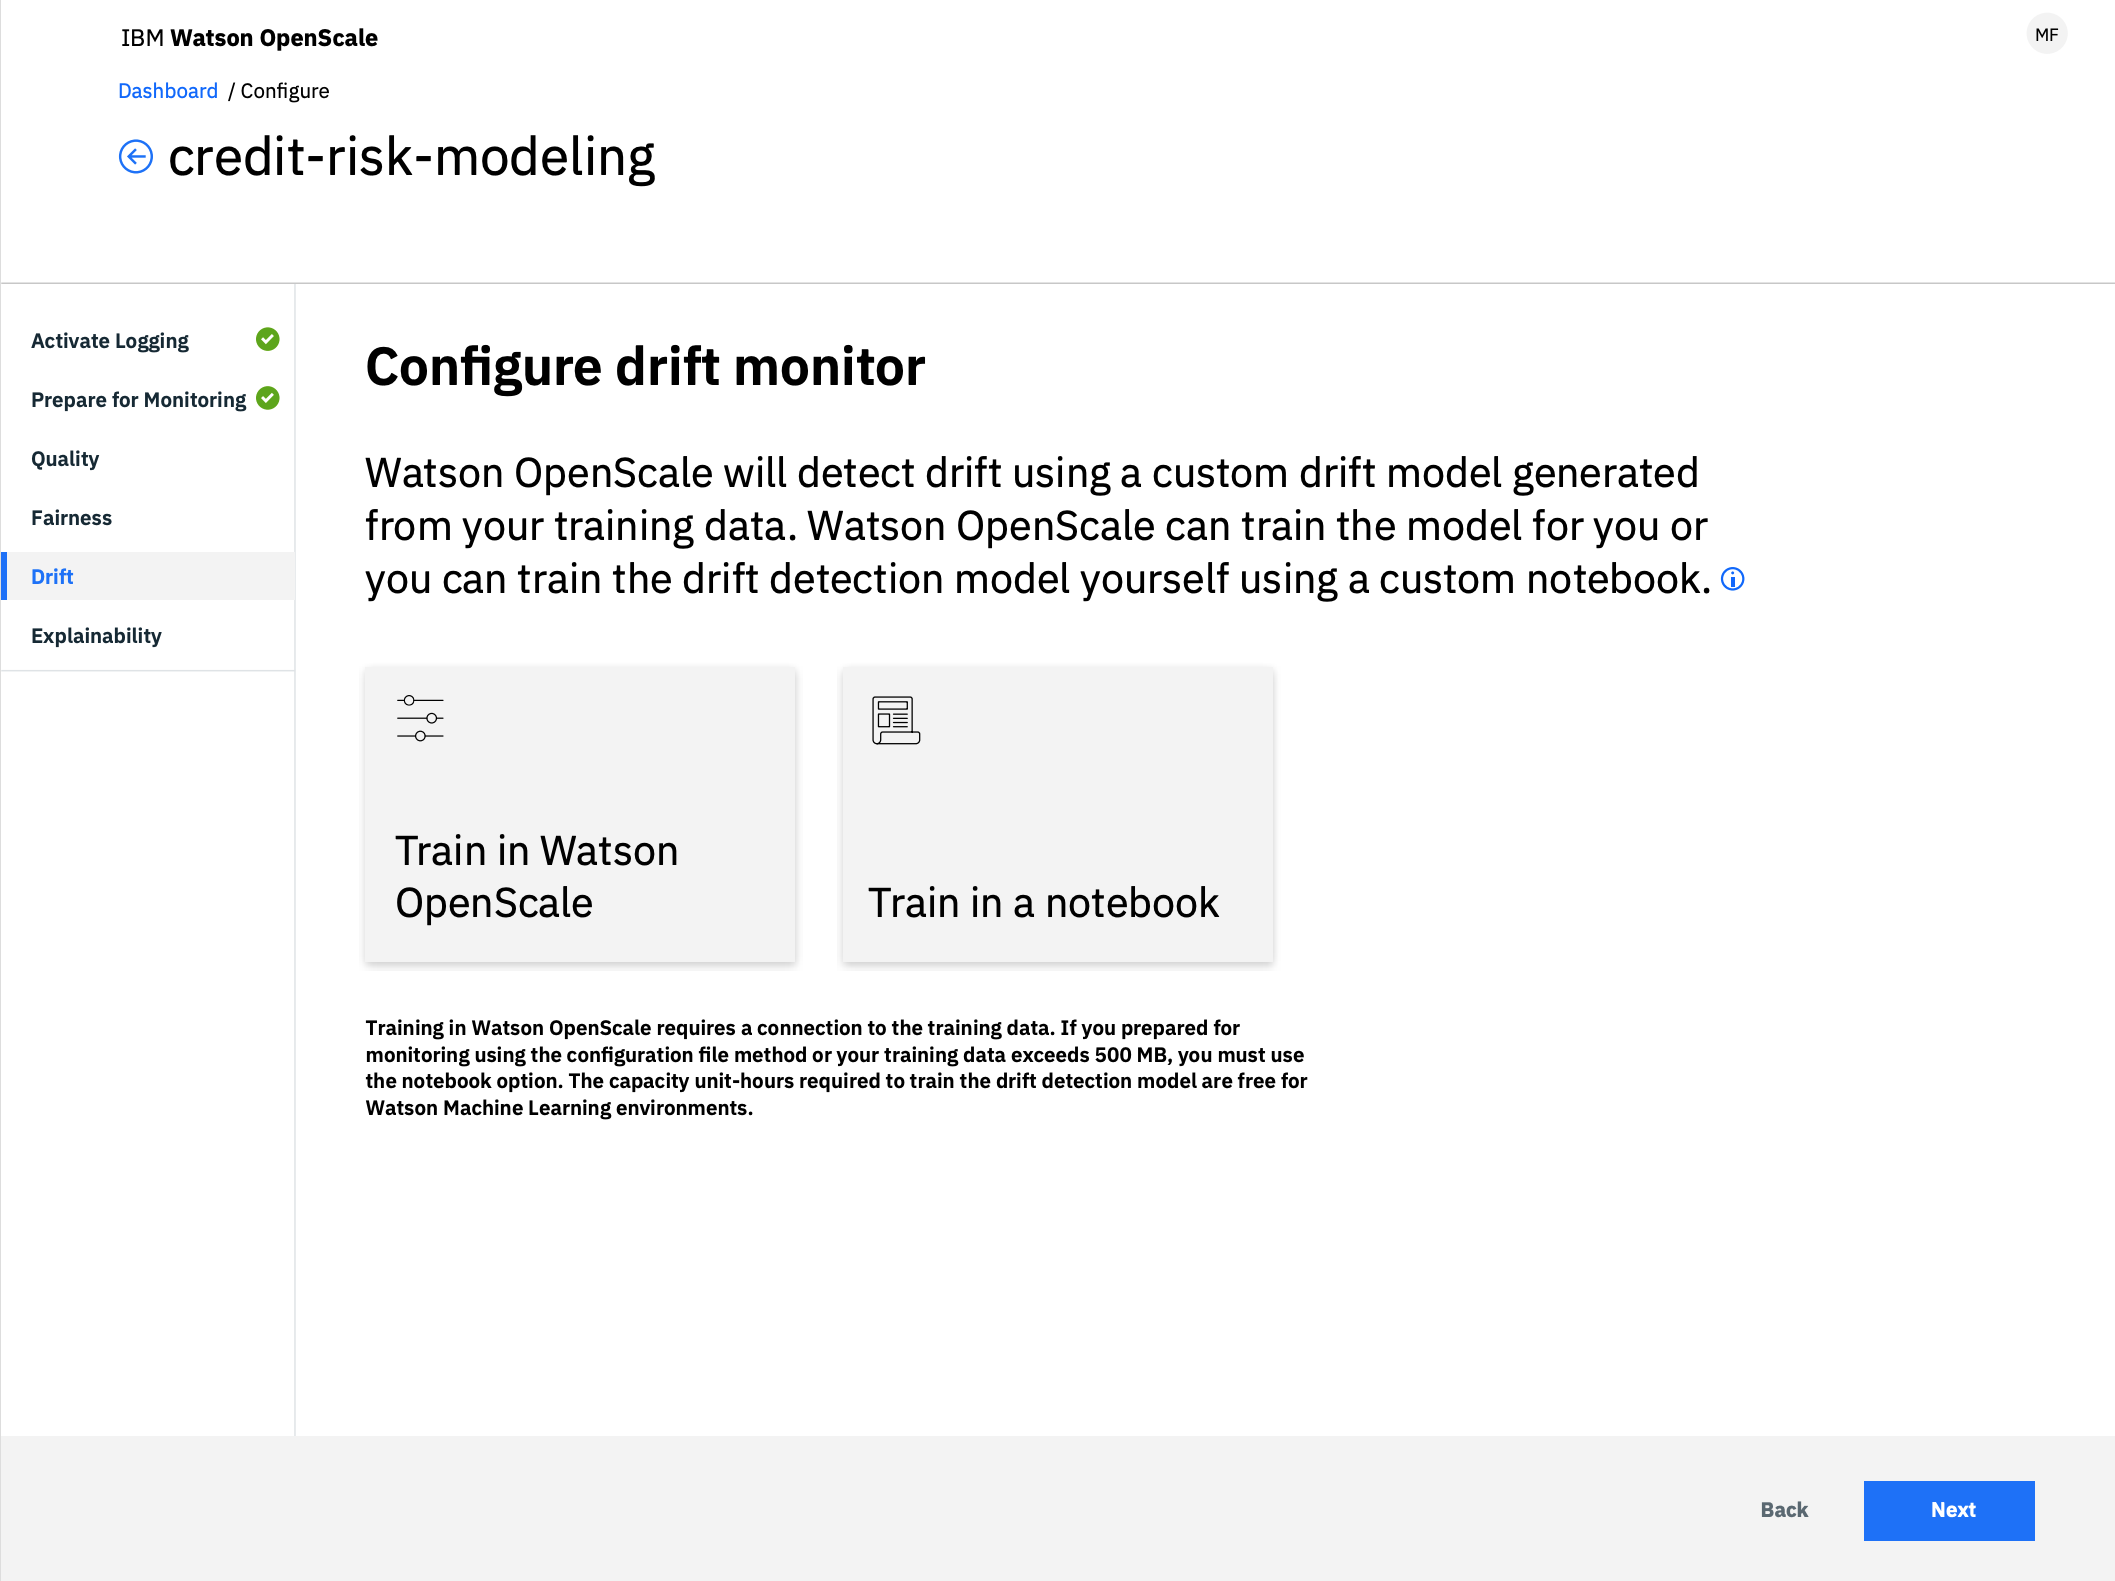 IBM Watson OpenScale
MF
Dashboard / Configure
credit-risk-modeling
Activate Logging
Prepare for Monitoring
Quality
Fairness
Drift
Explainability
Configure drift monitor
Watson OpenScale will detect drift using a custom drift model generated
from your training data. Watson OpenScale can train the model for you or
you can train the drift detection model yourself using a custom notebook.
Train in Watson
OpenScale
Train in a notebook
Training in Watson OpenScale requires a connection to the training data. If you prepared for
monitoring using the configuration file method or your training data exceeds 500 MB, you must use
the notebook option. The capacity unit-hours required to train the drift detection model are free for
Watson Machine Learning environments.
Back
Next